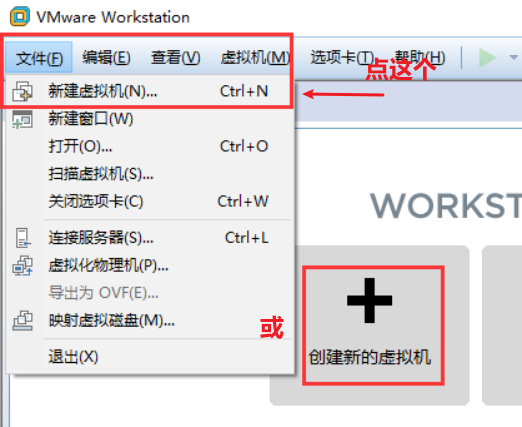 VMware Workstation
文件(F) 编辑(E) 查看(V) 虚拟机(M) 选项卡(T) 帮助(H)
点这个
新建虚拟机(N)... Ctrl+N
新建窗口(W)
打开(O)... Ctrl+O
扫描虚拟机(S)...
关闭选项卡(C) Ctrl+W
连接服务器(S)... Ctrl+L
虚拟化物理机(P)...
导出为 OVF(E)...
映射虚拟磁盘(M)...
退出(X)
WORKST
或
创建新的虚拟机